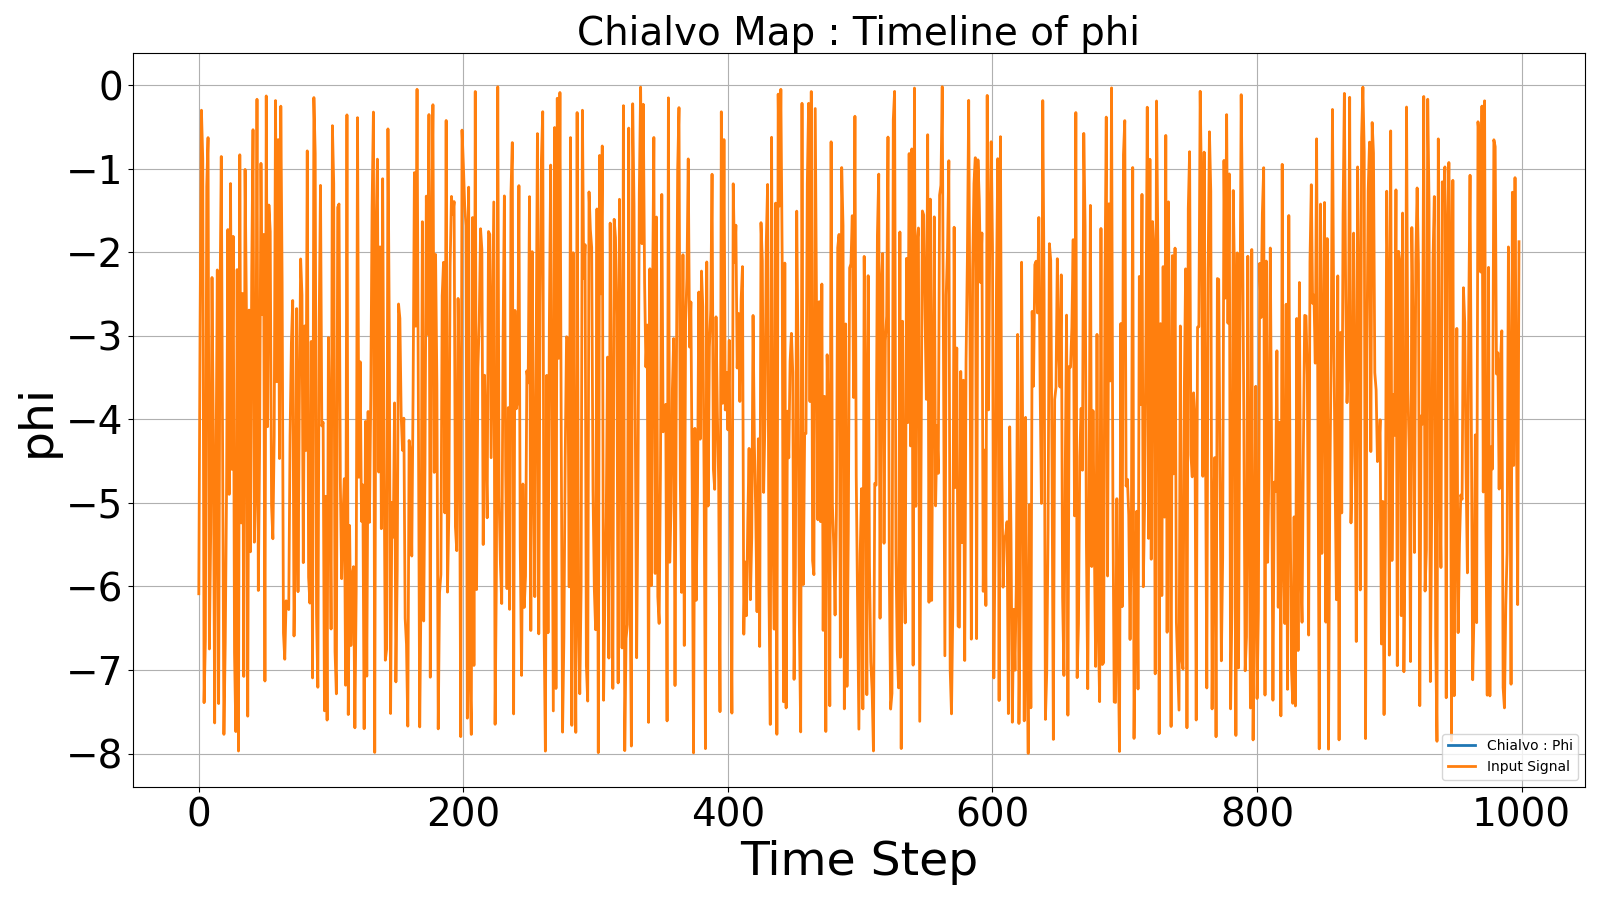 Chialvo Map : Timeline of phi
phi
0
−1
−2
−3
−4
−5
−6
−7
−8
Chialvo : Phi
Input Signal
0 200 400 600 800 1000
Time Step